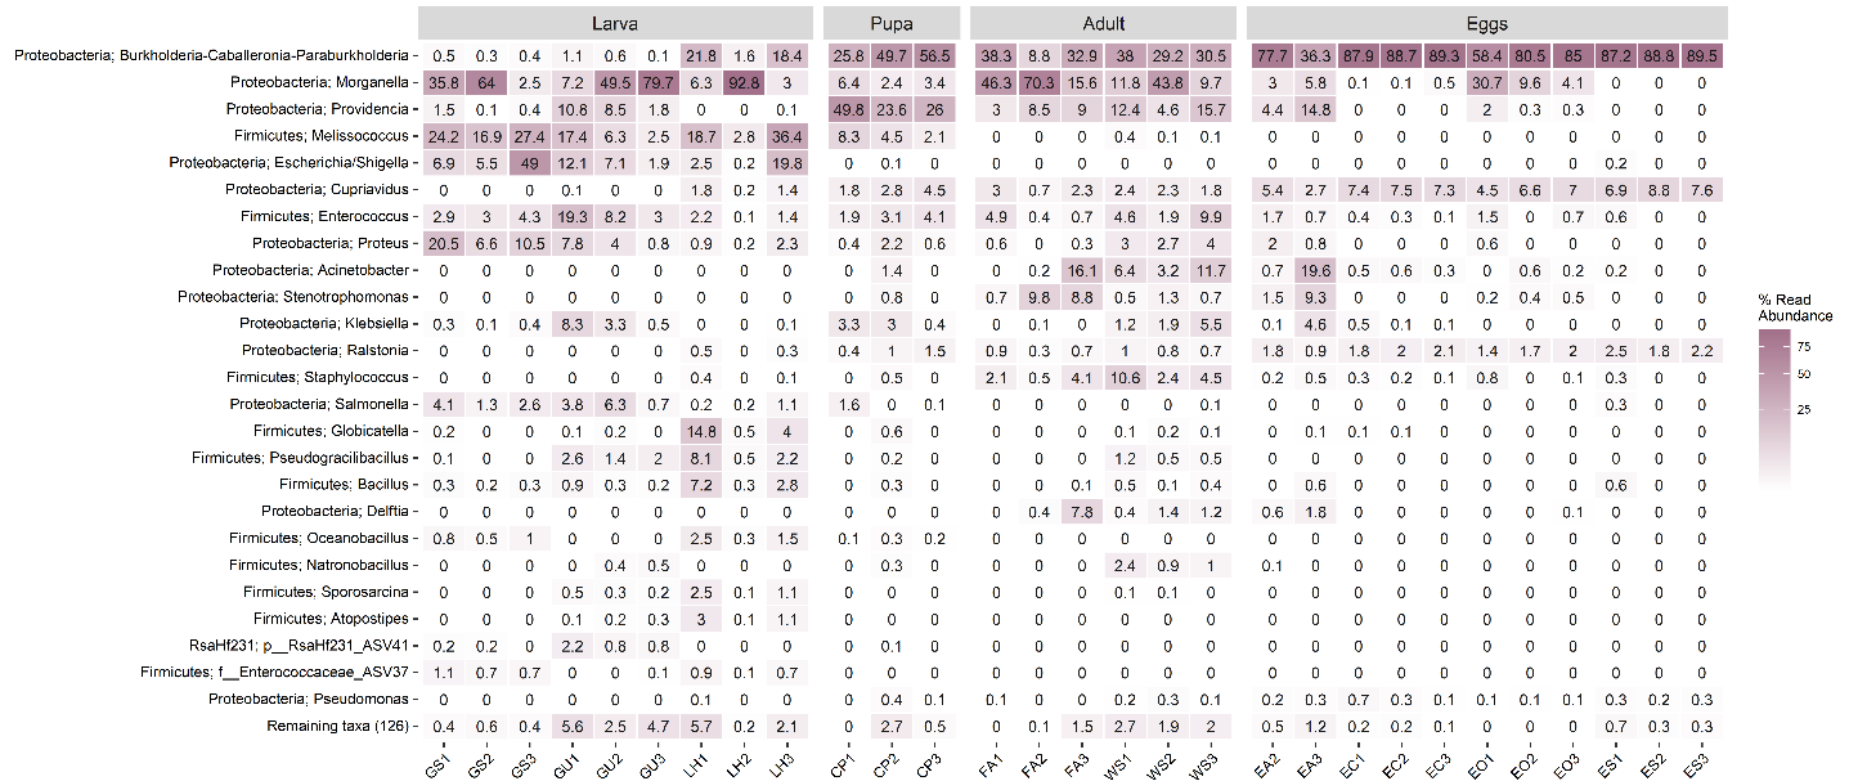 Larva Pupa Adult Eggs
Proteobacteria; Burkholderia-Caballeronia-Paraburkholderia 0.5 0.3 0.4 1.1 0.6 0.1 21.8 1.6 18.4 25.8 49.7 56.5 38.3 8.8 32.9 38 29.2 30.5 77.7 36.3 87.9 88.7 89.3 58.4 80.5 85 87.2 88.8 89.5
Proteobacteria; Morganella 35.8 64 2.5 7.2 49.5 79.7 6.3 92.8 3 6.4 2.4 3.4 46.3 70.3 15.6 11.8 43.8 9.7 3 5.8 0.1 0.1 0.5 30.7 9.6 4.1 0 0 0
Proteobacteria; Providencia 1.5 0.1 0.4 10.8 8.5 1.8 0 0 0.1 49.8 23.6 26 3 8.5 9 12.4 4.6 15.7 4.4 14.8 0 0 0 2 0.3 0.3 0 0 0
Firmicutes; Melissococcus 24.2 16.9 27.4 17.4 6.3 2.5 18.7 2.8 36.4 8.3 4.5 2.1 0 0 0 0.4 0.1 0.1 0 0 0 0 0 0 0 0 0 0 0
Proteobacteria; Escherichia/Shigella 6.9 5.5 49 12.1 7.1 1.9 2.5 0.2 19.8 0 0.1 0 0 0 0 0 0 0 0 0 0 0 0 0 0 0 0.2 0 0
Proteobacteria; Cupriavidus 0 0 0 0.1 0 0 1.8 0.2 1.4 1.8 2.8 4.5 3 0.7 2.3 2.4 2.3 1.8 5.4 2.7 7.4 7.5 7.3 4.5 6.6 7 6.9 8.8 7.6
Firmicutes; Enterococcus 2.9 3 4.3 19.3 8.2 3 2.2 0.1 1.4 1.9 3.1 4.1 4.9 0.4 0.7 4.6 1.9 9.9 1.7 0.7 0.4 0.3 0.1 1.5 0 0.7 0.6 0 0
Proteobacteria; Proteus 20.5 6.6 10.5 7.8 4 0.8 0.9 0.2 2.3 0.4 2.2 0.6 0.6 0 0.3 3 2.7 4 2 0.8 0 0 0 0.6 0 0 0 0 0
Proteobacteria; Acinetobacter 0 0 0 0 0 0 0 0 0 0 1.4 0 0 0.2 16.1 6.4 3.2 11.7 0.7 19.6 0.5 0.6 0.3 0 0.6 0.2 0.2 0 0
Proteobacteria; Stenotrophomonas 0 0 0 0 0 0 0 0 0 0 0.8 0 0.7 9.8 8.8 0.5 1.3 0.7 1.5 9.3 0 0 0 0.2 0.4 0.5 0 0 0
Proteobacteria; Klebsiella 0.3 0.1 0.4 8.3 3.3 0.5 0 0 0.1 3.3 3 0.4 0 0.1 0 1.2 1.9 5.5 0.1 4.6 0.5 0.1 0.1 0 0 0 0 0 0
Proteobacteria; Ralstonia 0 0 0 0 0 0 0.5 0 0.3 0.4 1 1.5 0.9 0.3 0.7 1 0.8 0.7 1.8 0.9 1.8 2 2.1 1.4 1.7 2 2.5 1.8 2.2
Firmicutes; Staphylococcus 0 0 0 0 0 0 0.4 0 0.1 0 0.5 0 2.1 0.5 4.1 10.6 2.4 4.5 0.2 0.5 0.3 0.2 0.1 0.8 0 0.1 0.3 0 0
Proteobacteria; Salmonella 4.1 1.3 2.6 3.8 6.3 0.7 0.2 0.2 1.1 1.6 0 0.1 0 0 0 0 0 0.1 0 0 0 0 0 0 0 0 0.3 0 0
Firmicutes; Globicatella 0.2 0 0 0.1 0.2 0 14.8 0.5 4 0 0.6 0 0 0 0 0.1 0.2 0.1 0 0.1 0.1 0.1 0 0 0 0 0 0 0
Firmicutes; Pseudogracilibacillus 0.1 0 0 2.6 1.4 2 8.1 0.5 2.2 0 0.2 0 0 0 0 1.2 0.5 0.5 0 0 0 0 0 0 0 0 0 0 0
Firmicutes; Bacillus 0.3 0.2 0.3 0.9 0.3 0.2 7.2 0.3 2.8 0 0.3 0 0 0 0.1 0.5 0.1 0.4 0 0.6 0 0 0 0 0 0 0.6 0 0
Proteobacteria; Delftia 0 0 0 0 0 0 0 0 0 0 0 0 0 0.4 7.8 0.4 1.4 1.2 0.6 1.8 0 0 0 0 0 0.1 0 0 0
Firmicutes; Oceanobacillus 0.8 0.5 1 0 0 0 2.5 0.3 1.5 0.1 0.3 0.2 0 0 0 0 0 0 0 0 0 0 0 0 0 0 0 0 0
Firmicutes; Natronobacillus 0 0 0 0 0.4 0.5 0 0 0 0 0.3 0 0 0 0 2.4 0.9 1 0.1 0 0 0 0 0 0 0 0 0 0
Firmicutes; Sporosarcina 0 0 0 0.5 0.3 0.2 2.5 0.1 1.1 0 0 0 0 0 0 0.1 0.1 0 0 0 0 0 0 0 0 0 0 0 0
Firmicutes; Atopostipes 0 0 0 0.1 0.2 0.3 3 0.1 1.1 0 0 0 0 0 0 0 0 0 0 0 0 0 0 0 0 0 0 0 0
RsaHf231; p__RsaHf231_ASV41 0.2 0.2 0 2.2 0.8 0.8 0 0 0 0 0.1 0 0 0 0 0 0 0 0 0 0 0 0 0 0 0 0 0 0
Firmicutes; f__Enterococcaceae_ASV37 1.1 0.7 0.7 0 0 0.1 0.9 0.1 0.7 0 0 0 0 0 0 0 0 0 0 0 0 0 0 0 0 0 0 0 0
Proteobacteria; Pseudomonas 0 0 0 0 0 0 0.1 0 0 0 0.4 0.1 0.1 0 0 0.2 0.3 0.1 0.2 0.3 0.7 0.3 0.1 0.1 0.1 0.1 0.3 0.2 0.3
Remaining taxa (126) 0.4 0.6 0.4 5.6 2.5 4.7 5.7 0.2 2.1 0 2.7 0.5 0 0.1 1.5 2.7 1.9 2 0.5 1.2 0.2 0.2 0.1 0 0 0 0.7 0.3 0.3
GS1 GS2 GS3 GU1 GU2 GU3 LH1 LH2 LH3 CP1 CP2 CP3 FA1 FA2 FA3 WS1 WS2 WS3 EA2 EA3 EC1 EC2 EC3 EO1 EO2 EO3 ES1 ES2 ES3
% Read
Abundance
75
50
25